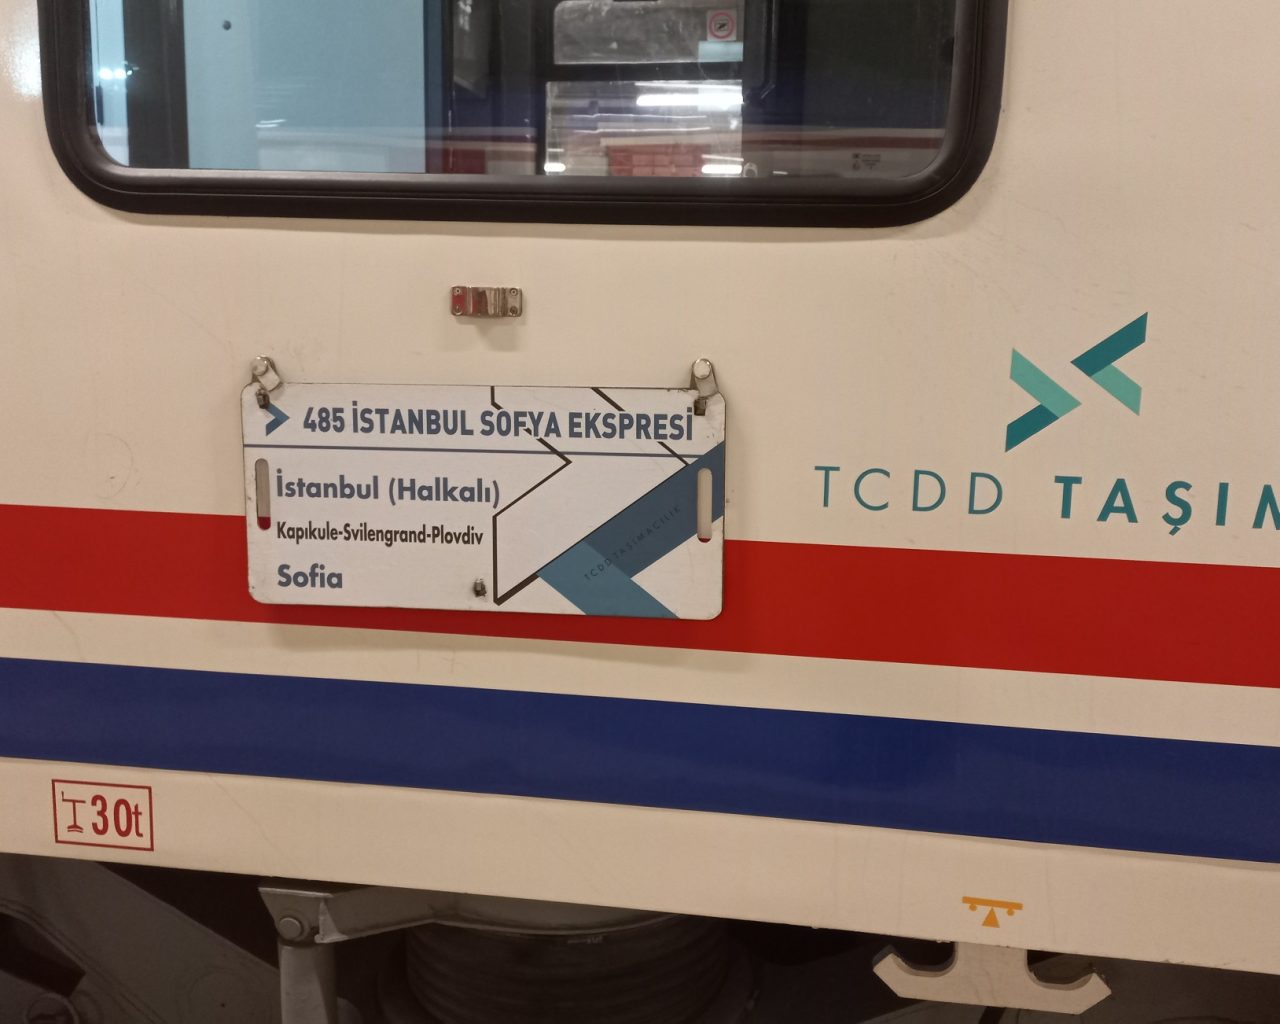 485 İSTANBUL SOFYA EKSPRESİ
İstanbul (Halkalı)
Kapıkule-Svilengrand-Plovdiv
Sofia
TCDD TAŞIMACILIK
TCDD TAŞIM
30t